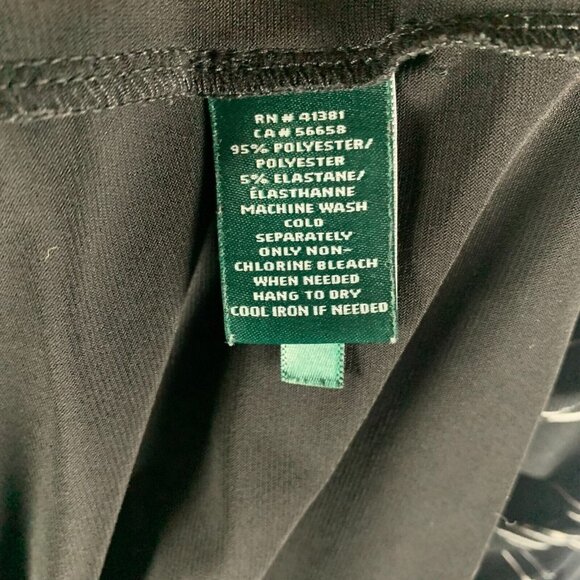 RN # 41381
CA # 56658
95% POLYESTER/
POLYESTER
5% ELASTANE/
ÉLASTHANNE
MACHINE WASH
COLD
SEPARATELY
ONLY NON-
CHLORINE BLEACH
WHEN NEEDED
HANG TO DRY
COOL IRON IF NEEDED